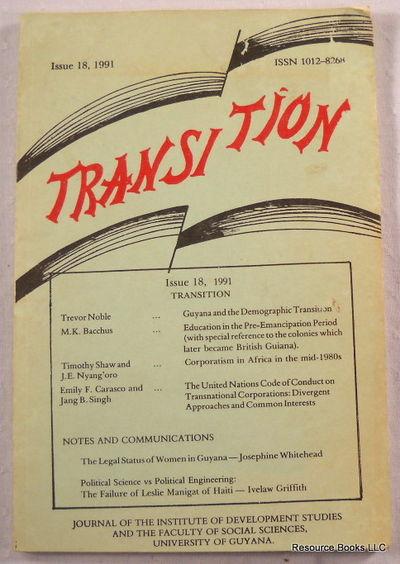 Issue 18, 1991 ISSN 1012–8268
TRANSITION
Issue 18, 1991
TRANSITION
Trevor Noble ... Guyana and the Demographic Transition
M.K. Bacchus ... Education in the Pre-Emancipation Period
(with special reference to the colonies which
later became British Guiana).
Timothy Shaw and ... Corporatism in Africa in the mid-1980s
J.E. Nyang'oro
Emily F. Carasco and ... The United Nations Code of Conduct on
Jang B. Singh Transnational Corporations: Divergent
Approaches and Common Interests
NOTES AND COMMUNICATIONS
The Legal Status of Women in Guyana — Josephine Whitehead
Political Science vs Political Engineering:
The Failure of Leslie Manigat of Haiti — Ivelaw Griffith
JOURNAL OF THE INSTITUTE OF DEVELOPMENT STUDIES
AND THE FACULTY OF SOCIAL SCIENCES,
UNIVERSITY OF GUYANA.
Resource Books LLC